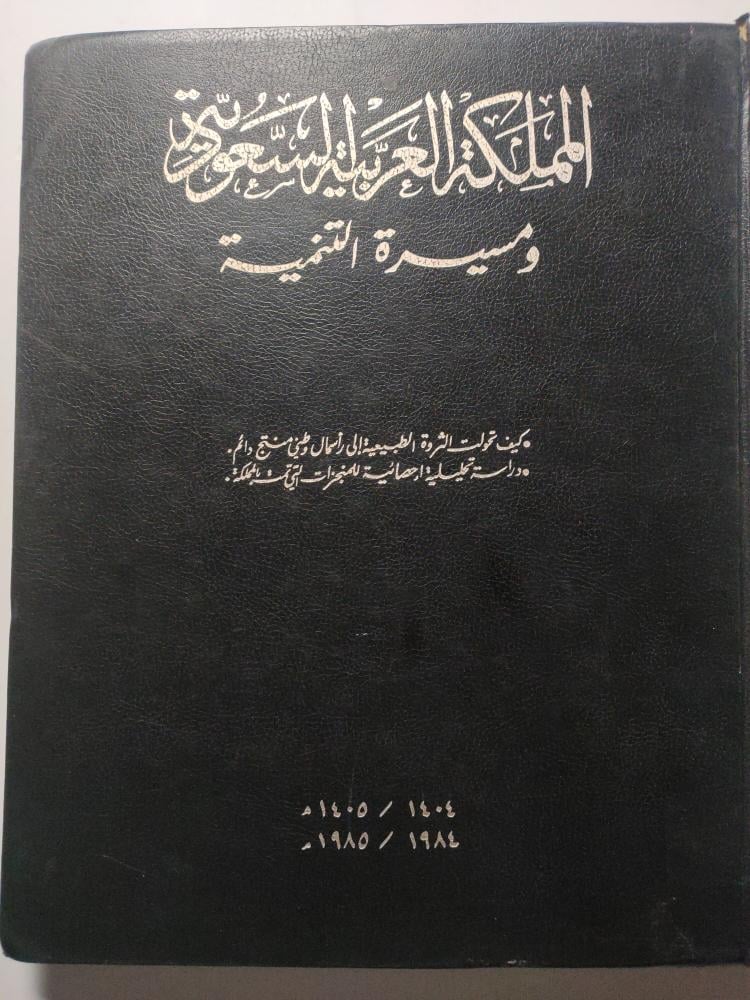 المملكة العربية السعودية
ومسيرة التنمية
• كيف تحولت الثروة الطبيعية إلى رأسمال وطني منتج دائم .
• دراسة تحليلية إحصائية للمنجزات التي تمت بالمملكة .
١٤٠٤ / ١٤٠٥هـ
١٩٨٤ / ١٩٨٥م